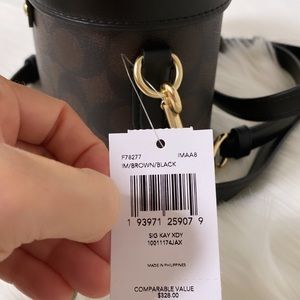 F78277 IMAA8
IM/BROWN/BLACK
1 93971 25907 9
SIG KAY XDY
10011174JAX
MADE IN PHILIPPINES
COMPARABLE VALUE
$328.00